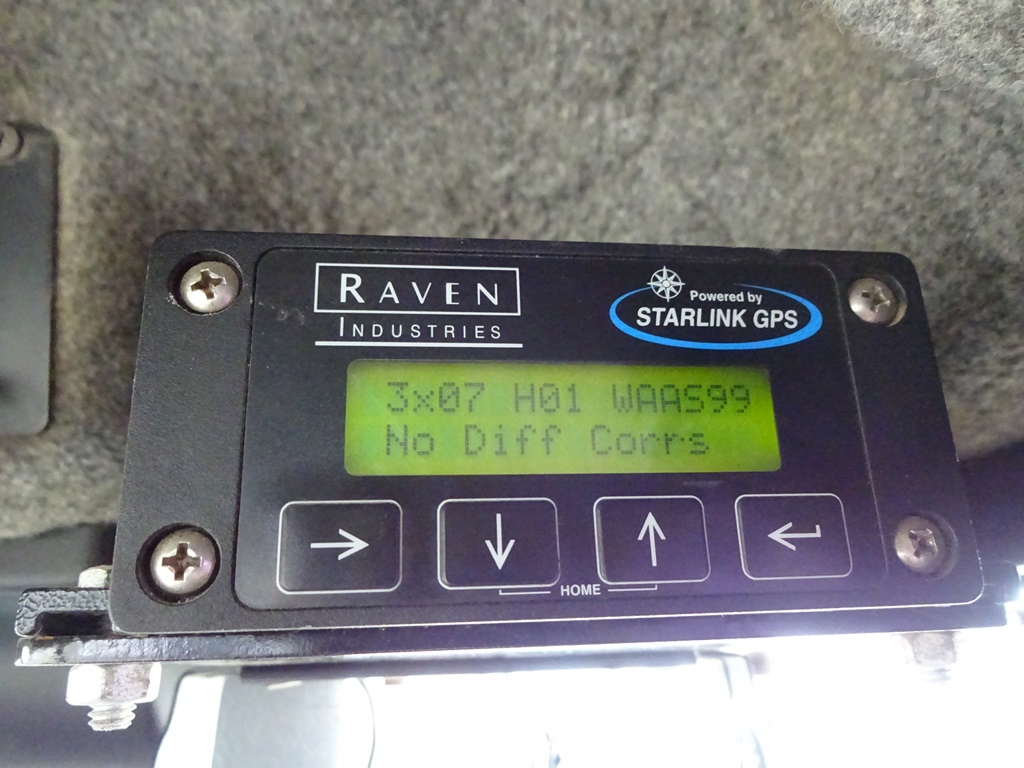 RAVEN
INDUSTRIES
Powered by
STARLINK GPS
3x07 H01 WAAS99
No Diff Corrs
HOME